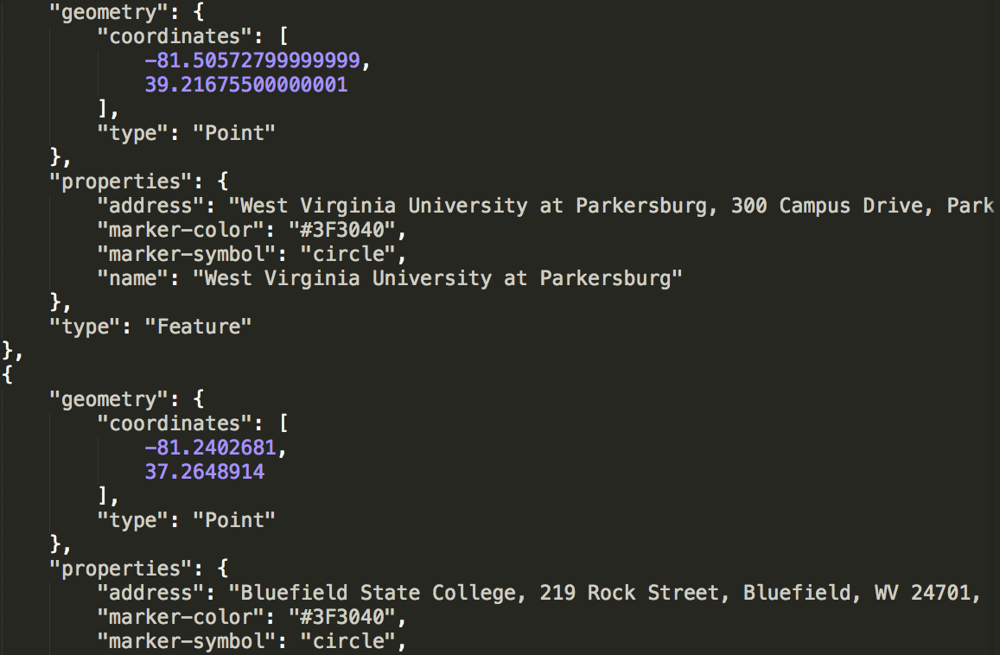 "geometry": {
"coordinates": [
-81.50572799999999,
39.21675500000001
],
"type": "Point"
},
"properties": {
"address": "West Virginia University at Parkersburg, 300 Campus Drive, Park
"marker-color": "#3F3040",
"marker-symbol": "circle",
"name": "West Virginia University at Parkersburg"
},
"type": "Feature"
},
{
"geometry": {
"coordinates": [
-81.2402681,
37.2648914
],
"type": "Point"
},
"properties": {
"address": "Bluefield State College, 219 Rock Street, Bluefield, WV 24701,
"marker-color": "#3F3040",
"marker-symbol": "circle",